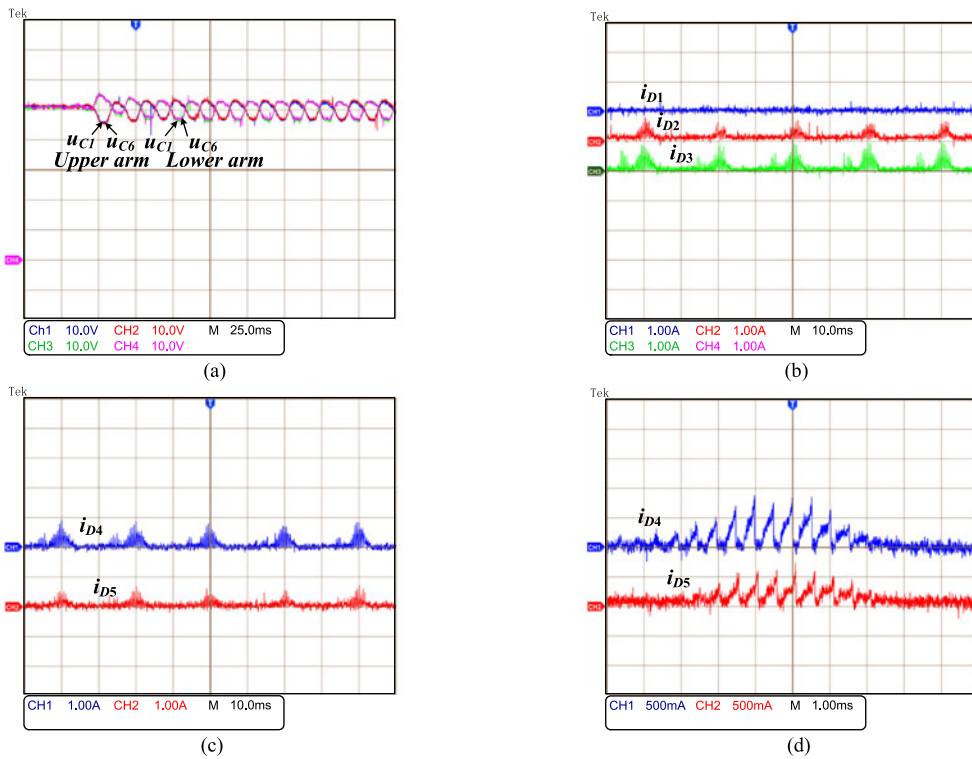 Tek
T
uC1 uC6 uC1 uC6
Upper arm Lower arm
CH4
Ch1 10.0V CH2 10.0V M 25.0ms
CH3 10.0V CH4 10.0V
(a)
Tek
T
iD1
CH1
iD2
CH2
iD3
CH3
CH1 1.00A CH2 1.00A M 10.0ms
CH3 1.00A CH4 1.00A
(b)
Tek
T
iD4
CH1
iD5
CH2
CH1 1.00A CH2 1.00A M 10.0ms
(c)
Tek
T
iD4
CH1
iD5
CH2
CH1 500mA CH2 500mA M 1.00ms
(d)